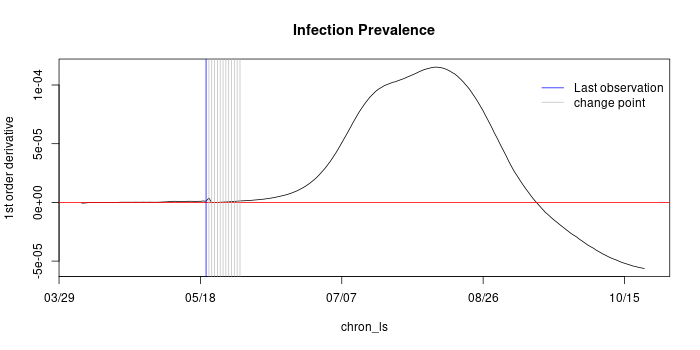 Infection Prevalence
1st order derivative
1e-04
5e-05
0e+00
-5e-05
Last observation
change point
03/29
05/18
07/07
08/26
10/15
chron_ls